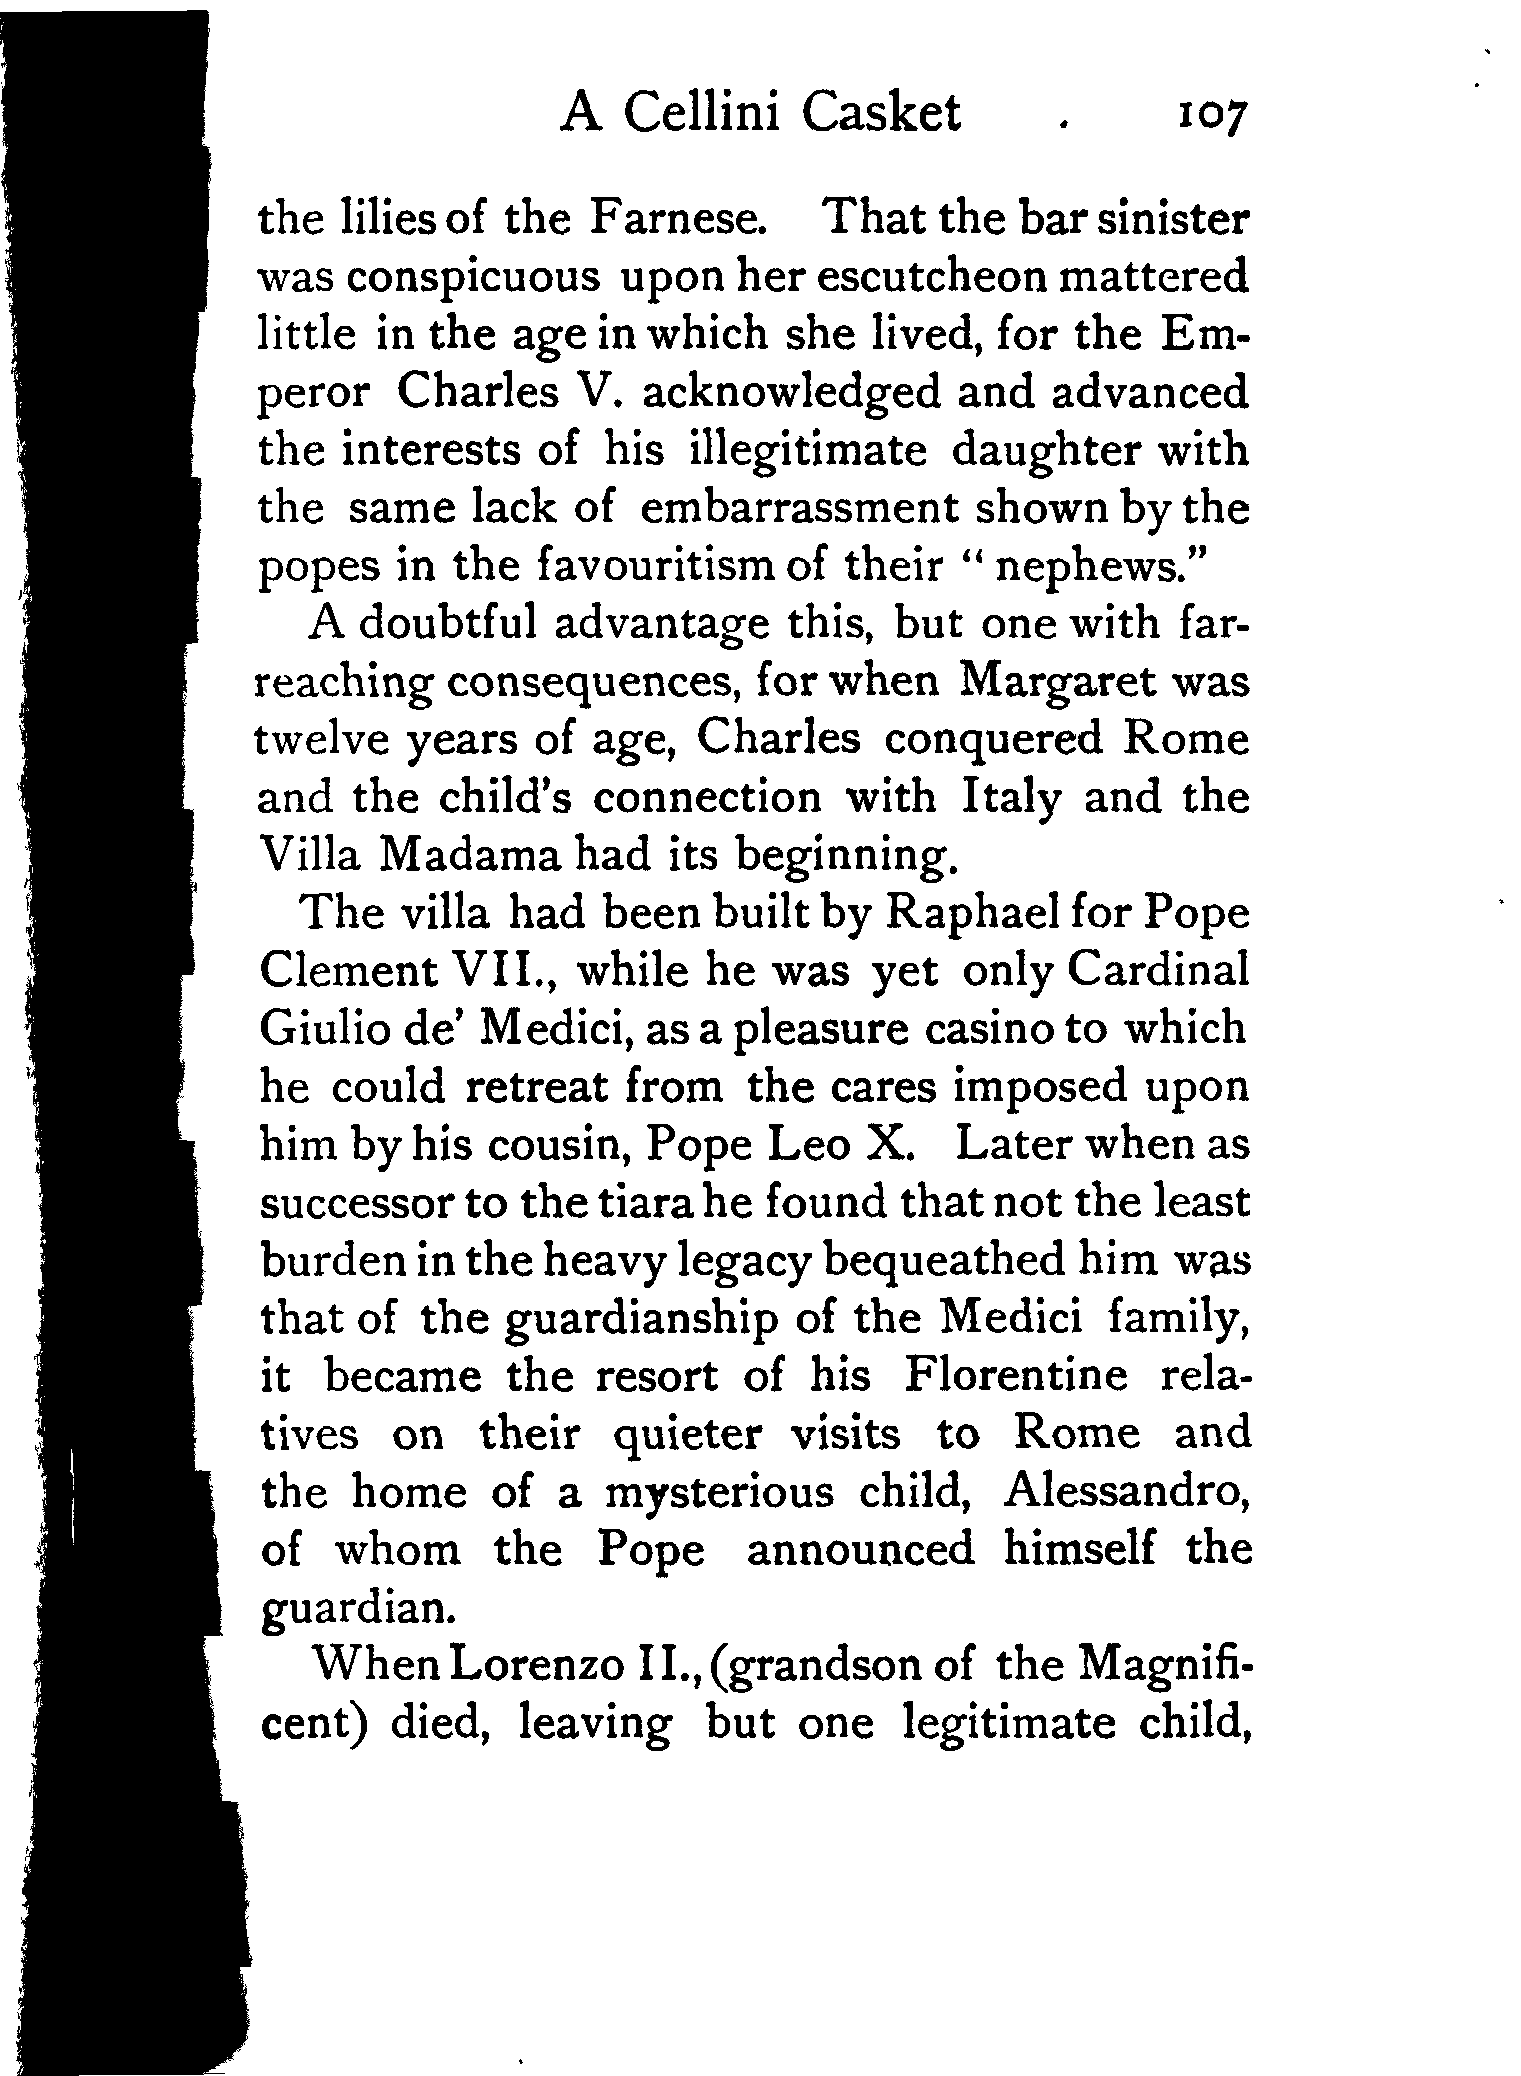 A Cellini Casket 107
the lilies of the Farnese. That the bar sinister
was conspicuous upon her escutcheon mattered
little in the age in which she lived, for the Em-
peror Charles V. acknowledged and advanced
the interests of his illegitimate daughter with
the same lack of embarrassment shown by the
popes in the favouritism of their “ nephews.”
A doubtful advantage this, but one with far-
reaching consequences, for when Margaret was
twelve years of age, Charles conquered Rome
and the child's connection with Italy and the
Villa Madama had its beginning.
The villa had been built by Raphael for Pope
Clement VII., while he was yet only Cardinal
Giulio de' Medici, as a pleasure casino to which
he could retreat from the cares imposed upon
him by his cousin, Pope Leo X. Later when as
successor to the tiara he found that not the least
burden in the heavy legacy bequeathed him was
that of the guardianship of the Medici family,
it became the resort of his Florentine rela-
tives on their quieter visits to Rome and
the home of a mysterious child, Alessandro,
of whom the Pope announced himself the
guardian.
When Lorenzo II., (grandson of the Magnifi-
cent) died, leaving but one legitimate child,